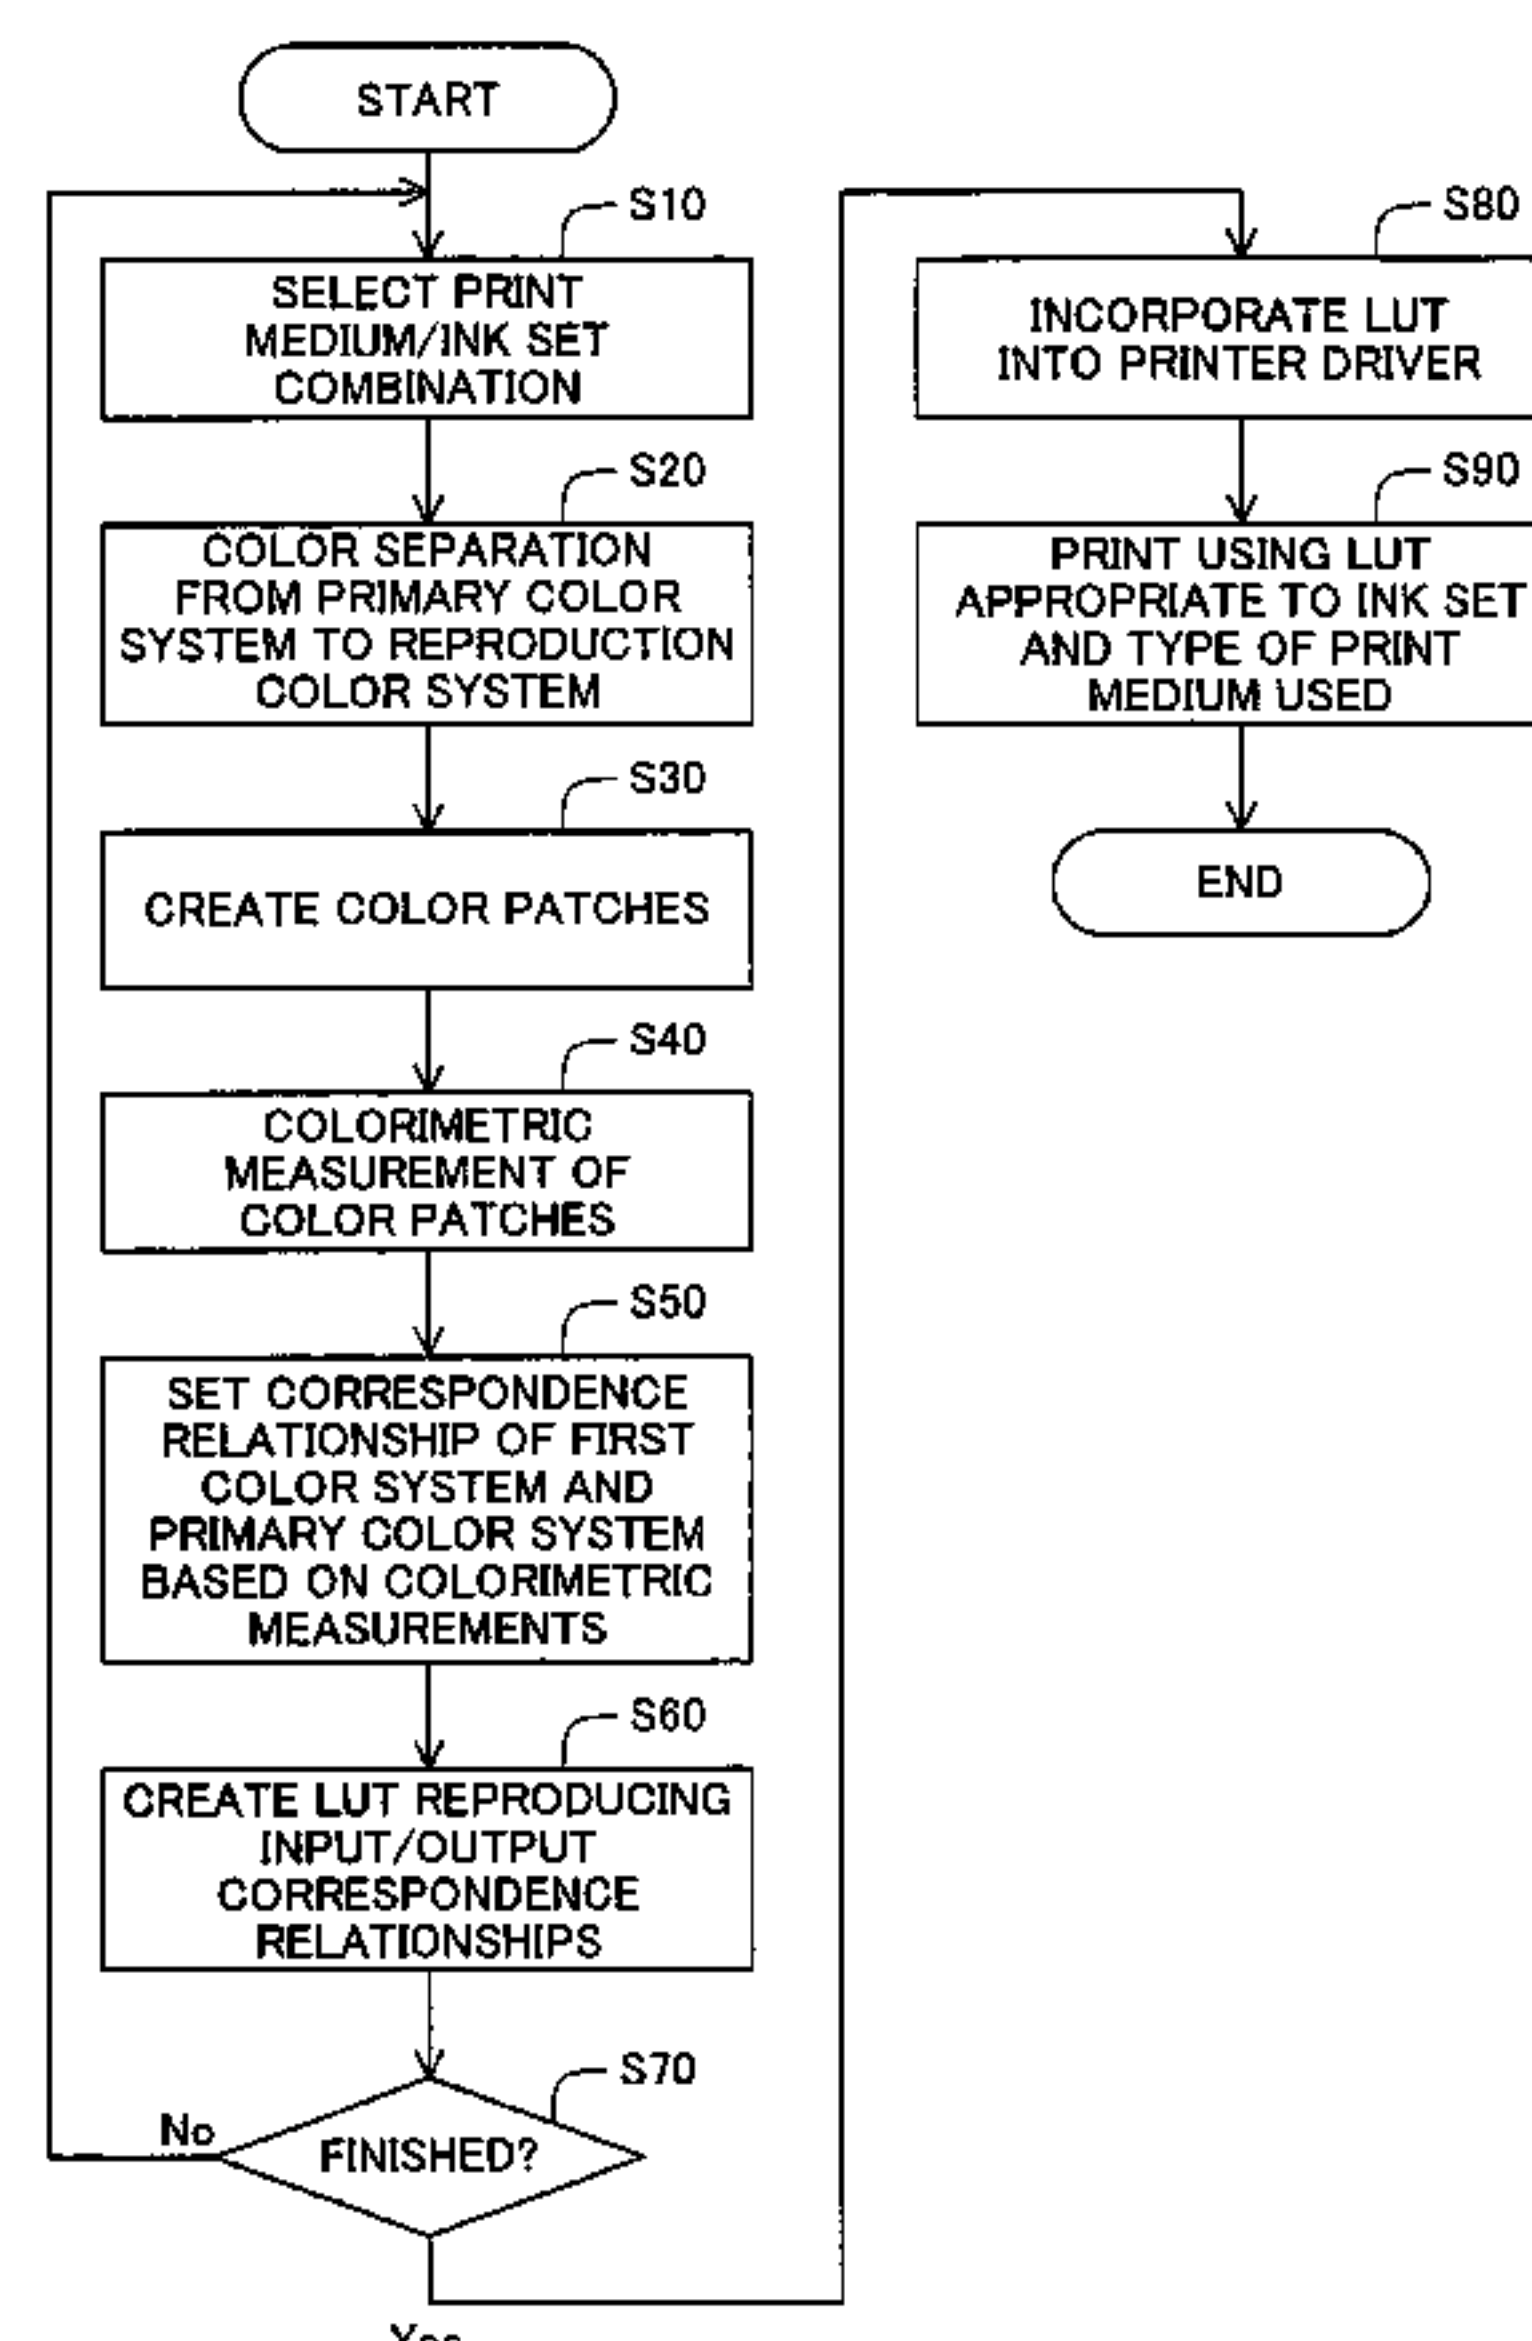 START
S10
SELECT PRINT
MEDIUM/INK SET
COMBINATION
S20
COLOR SEPARATION
FROM PRIMARY COLOR
SYSTEM TO REPRODUCTION
COLOR SYSTEM
S30
CREATE COLOR PATCHES
S40
COLORIMETRIC
MEASUREMENT OF
COLOR PATCHES
S50
SET CORRESPONDENCE
RELATIONSHIP OF FIRST
COLOR SYSTEM AND
PRIMARY COLOR SYSTEM
BASED ON COLORIMETRIC
MEASUREMENTS
S60
CREATE LUT REPRODUCING
INPUT/OUTPUT
CORRESPONDENCE
RELATIONSHIPS
S70
No
FINISHED?
Yes
S80
INCORPORATE LUT
INTO PRINTER DRIVER
S90
PRINT USING LUT
APPROPRIATE TO INK SET
AND TYPE OF PRINT
MEDIUM USED
END